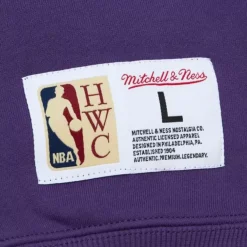 Mitchell & Ness
HWC
NBA
L
MITCHELL & NESS NOSTALGIA CO.
AUTHENTIC LICENSED APPAREL
DESIGNED IN PHILADELPHIA, PA
ESTABLISHED 1904
AUTHENTIC. PREMIUM. LEGENDARY.